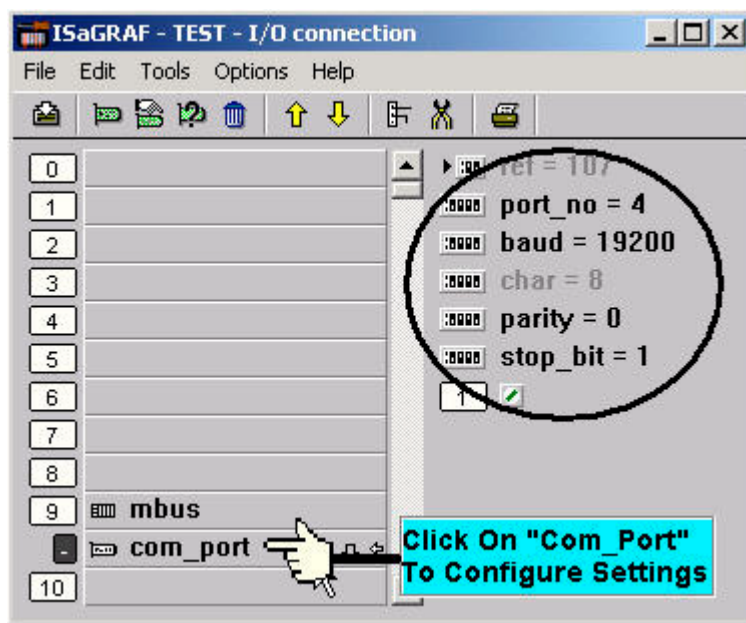 ISaGRAF - TEST - I/O connection
File Edit Tools Options Help
0
1
2
3
4
5
6
7
8
9 mbus
- com_port
10
ref = 107
port_no = 4
baud = 19200
char = 8
parity = 0
stop_bit = 1
1
Click On "Com_Port"
To Configure Settings